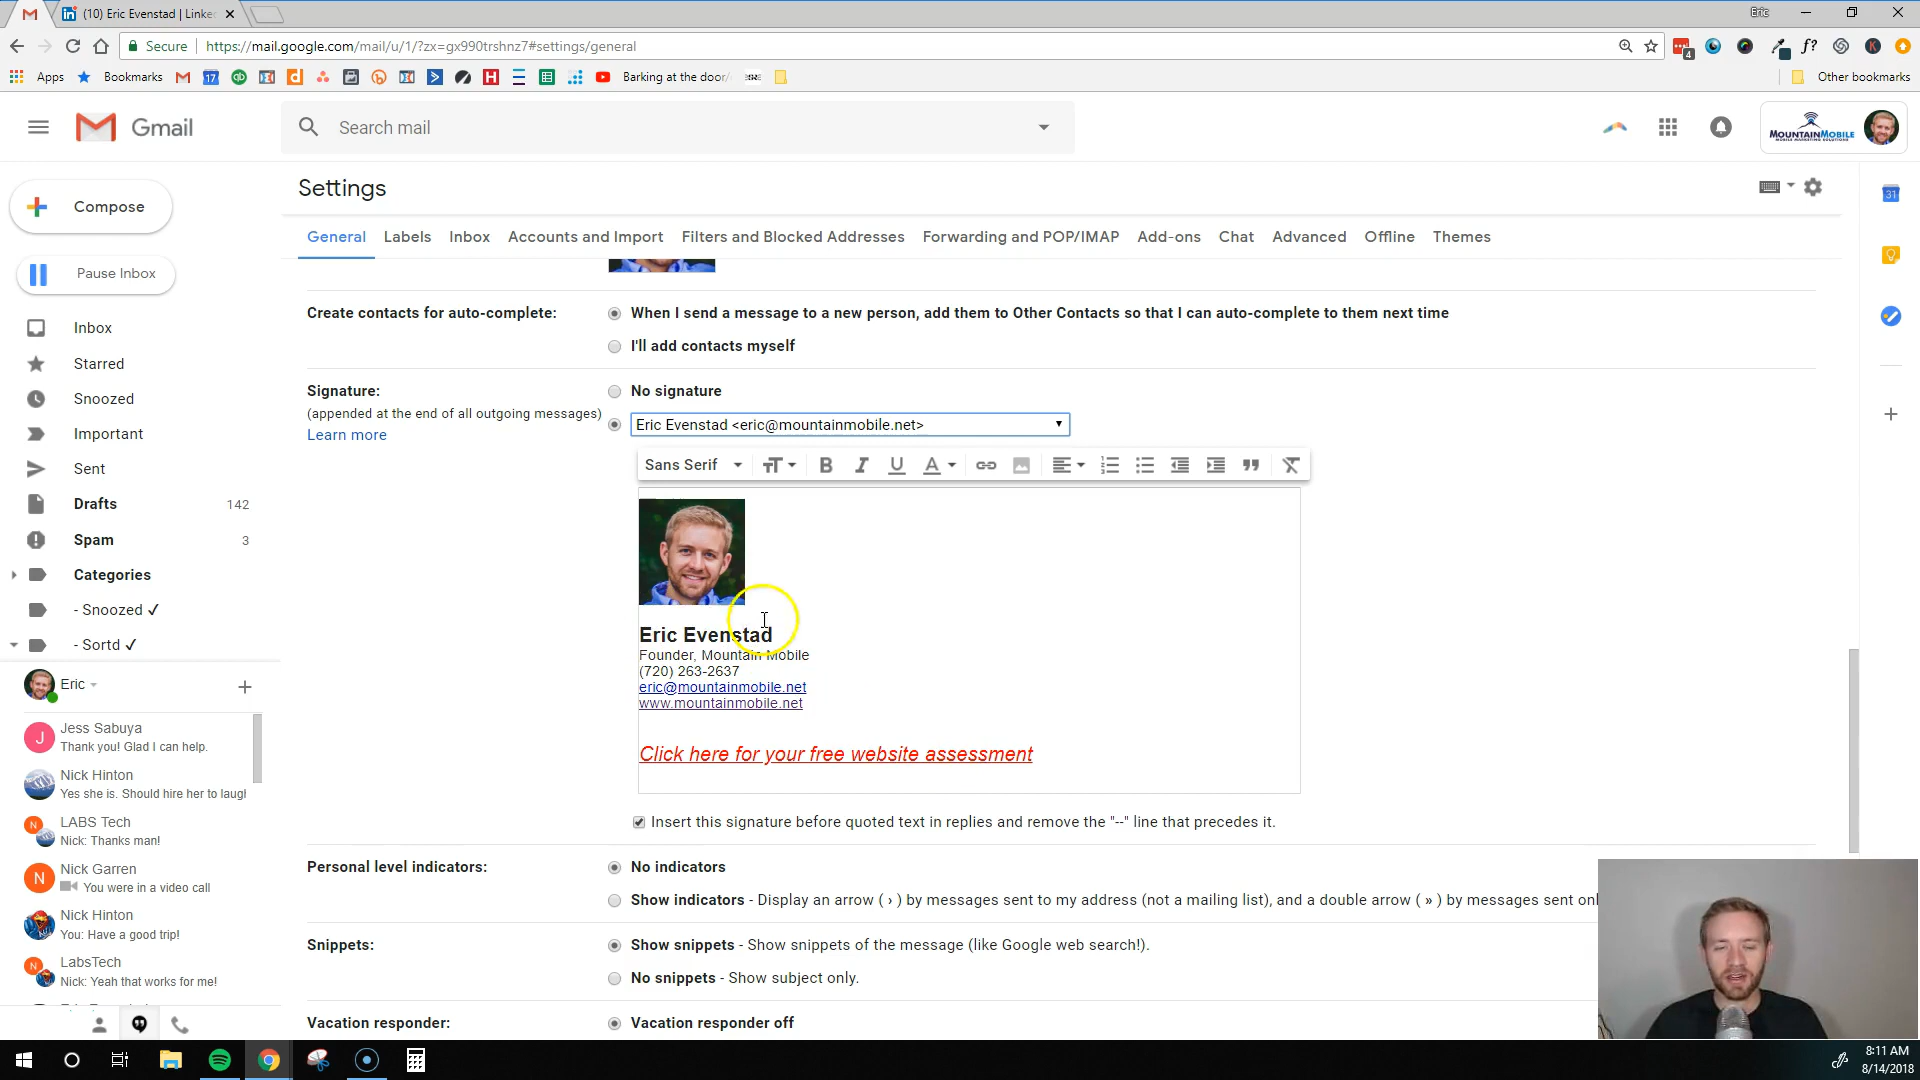 (10) Eric Evenstad | Linke
Eric
Secure
https://mail.google.com/mail/u/1/?zx=gx990trshnz7#settings/general
Apps
Bookmarks
Barking at the door
Other bookmarks
Gmail
Search mail
MOUNTAINMOBILE
MOBILE MARKETING SOLUTIONS
Compose
Pause Inbox
Inbox
Starred
Snoozed
Important
Sent
Drafts 142
Spam 3
Categories
- Snoozed ✓
- Sortd ✓
Eric
Jess Sabuya
Thank you! Glad I can help.
Nick Hinton
Yes she is. Should hire her to laugh
LABS Tech
Nick: Thanks man!
Nick Garren
You were in a video call
Nick Hinton
You: Have a good trip!
LabsTech
Nick: Yeah that works for me!
Settings
General Labels Inbox Accounts and Import Filters and Blocked Addresses Forwarding and POP/IMAP Add-ons Chat Advanced Offline Themes
Create contacts for auto-complete:
When I send a message to a new person, add them to Other Contacts so that I can auto-complete to them next time
I'll add contacts myself
Signature:
(appended at the end of all outgoing messages)
Learn more
No signature
Eric Evenstad <eric@mountainmobile.net>
Sans Serif
Eric Evenstad
Founder, Mountain Mobile
(720) 263-2637
eric@mountainmobile.net
www.mountainmobile.net
Click here for your free website assessment
Insert this signature before quoted text in replies and remove the "--" line that precedes it.
Personal level indicators:
No indicators
Show indicators - Display an arrow ( › ) by messages sent to my address (not a mailing list), and a double arrow ( » ) by messages sent onl
Snippets:
Show snippets - Show snippets of the message (like Google web search!).
No snippets - Show subject only.
Vacation responder:
Vacation responder off
8:11 AM
8/14/2018